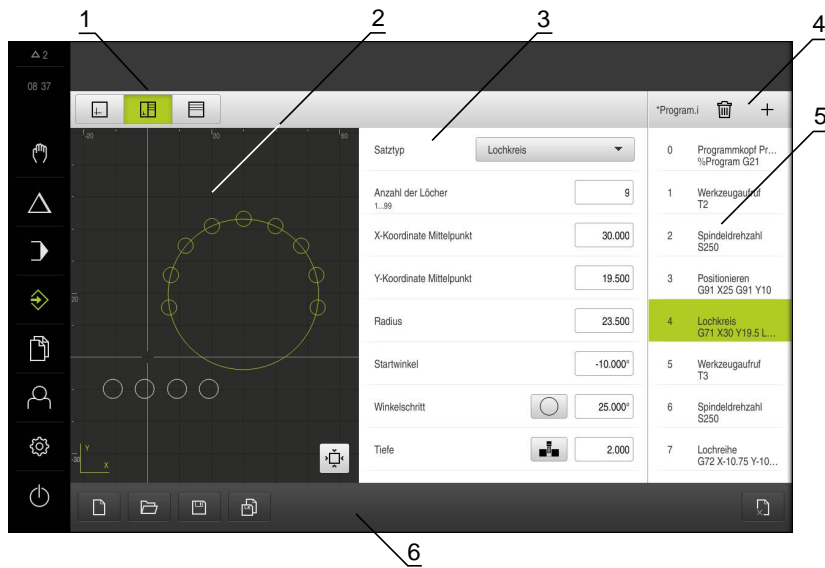 1
2
3
4
5
6
2
08 37
-20
20
60
20
-30
Y
X
Satztyp
Lochkreis
Anzahl der Löcher
1...99
9
X-Koordinate Mittelpunkt
30.000
Y-Koordinate Mittelpunkt
19.500
Radius
23.500
Startwinkel
-10.000°
Winkelschritt
25.000°
Tiefe
2.000
*Program.i
0 Programmkopf Pr...
%Program G21
1 Werkzeugaufruf
T2
2 Spindeldrehzahl
S250
3 Positionieren
G91 X25 G91 Y10
4 Lochkreis
G71 X30 Y19.5 L...
5 Werkzeugaufruf
T3
6 Spindeldrehzahl
S250
7 Lochreihe
G72 X-10.75 Y-10...